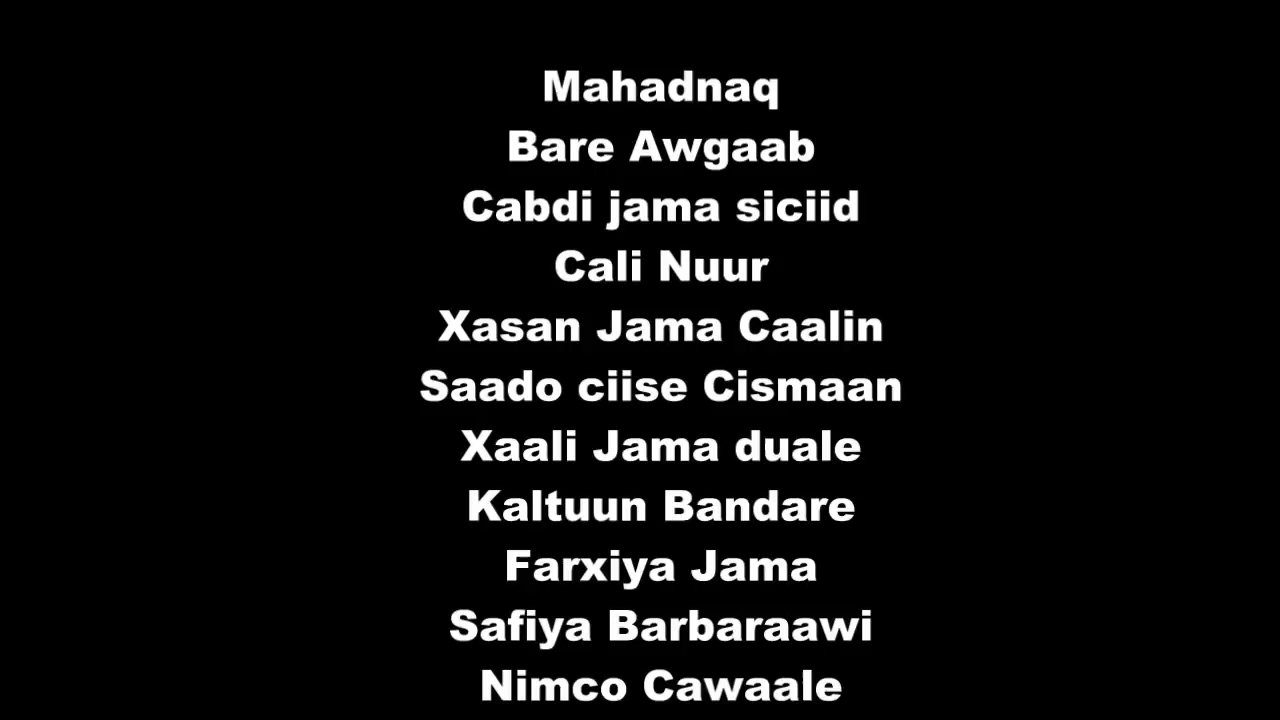 Mahadnaq
Bare Awgaab
Cabdi jama siciid
Cali Nuur
Xasan Jama Caalin
Saado ciise Cismaan
Xaali Jama duale
Kaltuun Bandare
Farxiya Jama
Safiya Barbaraawi
Nimco Cawaale